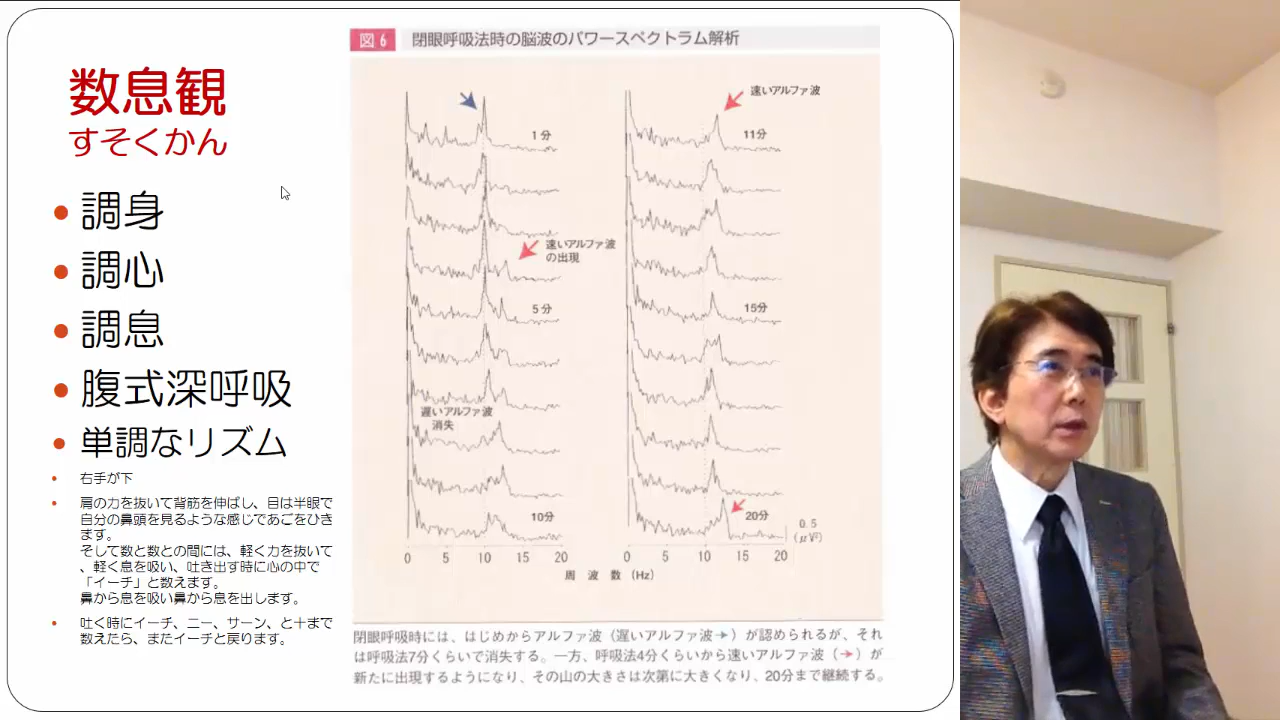 数息観
すそくかん
調身
調心
調息
腹式深呼吸
単調なリズム
右手が下
肩の力を抜いて背筋を伸ばし、目は半眼で
自分の鼻頭を見るような感じであごをひき
ます。
そして数と数との間には、軽く力を抜いて
、軽く息を吸い、吐き出す時に心の中で
「イーチ」と数えます。
鼻から息を吸い鼻から息を出します。
吐く時にイーチ、ニー、サーン、と十まで
数えたら、またイーチと戻ります。
図6 閉眼呼吸法時の脳波のパワースペクトラム解析
1分
速いアルファ波
の出現
5分
遅いアルファ波
消失
10分
0 5 10 15 20
速いアルファ波
11分
15分
20分
0.5
(μV²)
0 5 10 15 20
周波数 (Hz)
閉眼呼吸時には、はじめからアルファ波（遅いアルファ波→）が認められるが、それ
は呼吸法7分くらいで消失する。一方、呼吸法4分くらいから速いアルファ波（→）が
新たに出現するようになり、その山の大きさは次第に大きくなり、20分まで継続する。